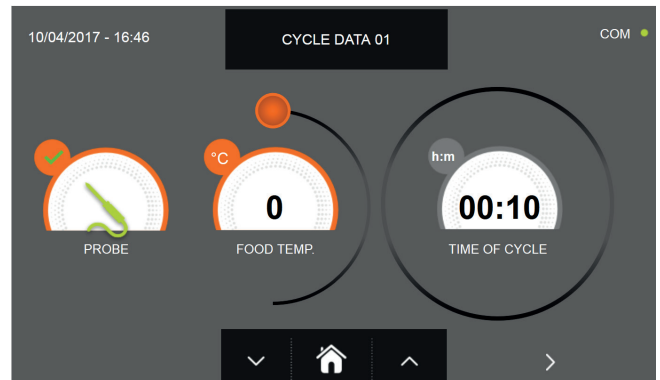 10/04/2017 - 16:46
CYCLE DATA 01
COM
°C
h:m
0
00:10
PROBE
FOOD TEMP.
TIME OF CYCLE